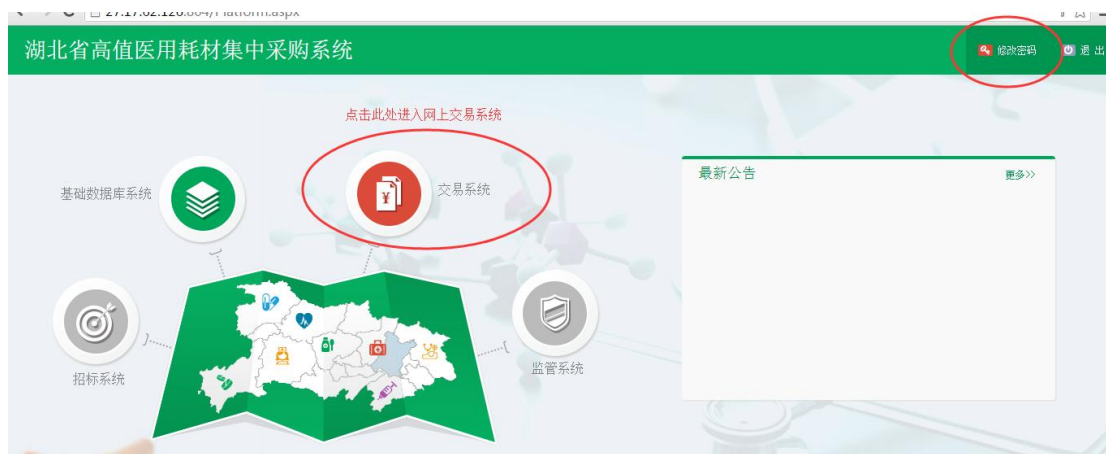 湖北省高值医用耗材集中采购系统
修改密码
退 出
点击此处进入网上交易系统
基础数据库系统
¥
交易系统
最新公告
更多>>
招标系统
监管系统